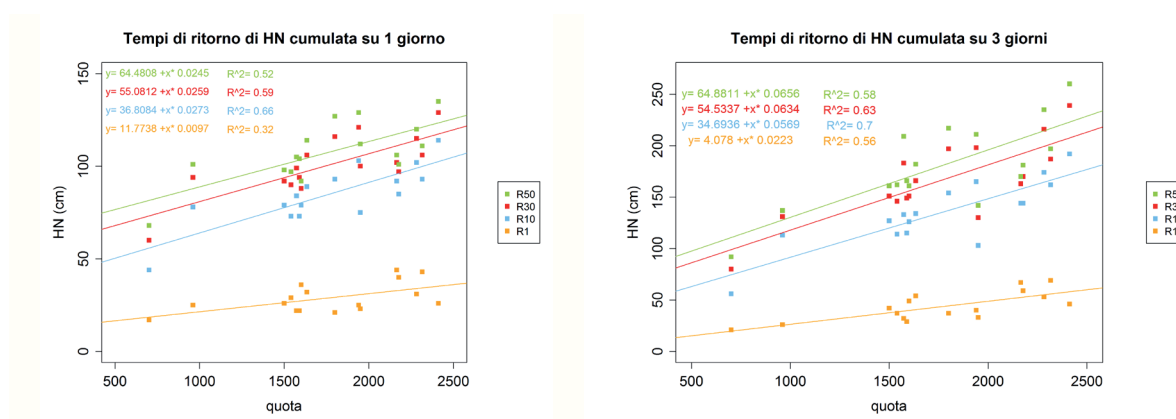 Tempi di ritorno di HN cumulata su 1 giorno
y= 64.4808 +x* 0.0245 R^2= 0.52
y= 55.0812 +x* 0.0259 R^2= 0.59
y= 36.8084 +x* 0.0273 R^2= 0.66
y= 11.7738 +x* 0.0097 R^2= 0.32
HN (cm)
150
100
50
0
500 1000 1500 2000 2500
quota
R50
R30
R10
R1
Tempi di ritorno di HN cumulata su 3 giorni
y= 64.8811 +x* 0.0656 R^2= 0.58
y= 54.5337 +x* 0.0634 R^2= 0.63
y= 34.6936 +x* 0.0569 R^2= 0.7
y= 4.078 +x* 0.0223 R^2= 0.56
HN (cm)
250
200
150
100
50
0
500 1000 1500 2000 2500
quota
R5
R3
R1
R1